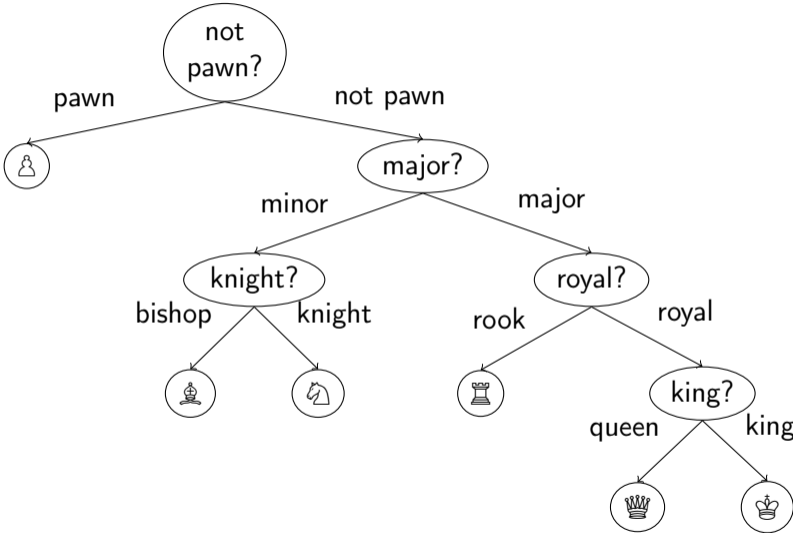 not
pawn?
pawn
not pawn
♙
major?
minor
major
knight?
royal?
bishop
knight
rook
royal
♗
♘
♖
king?
queen
king
♕
♔